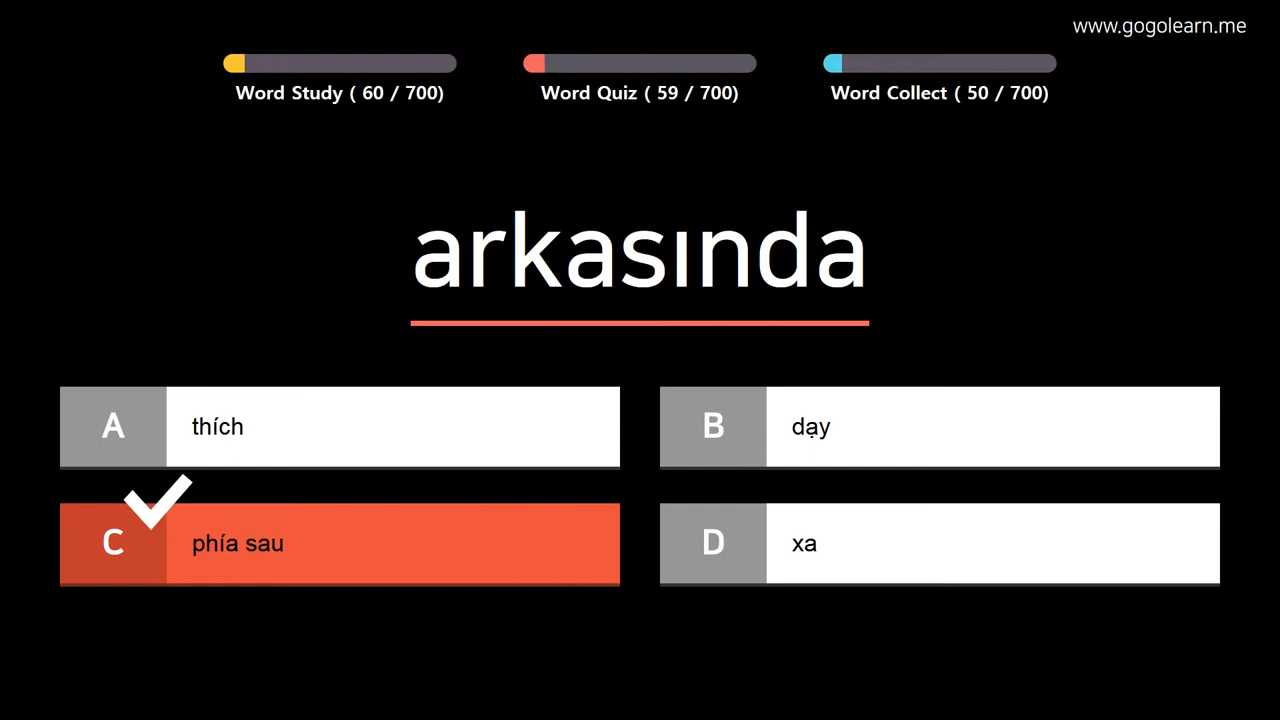 www.gogolearn.me
Word Study ( 60 / 700)
Word Quiz ( 59 / 700)
Word Collect ( 50 / 700)
arkasında
A thích
B dạy
C phía sau
D xa